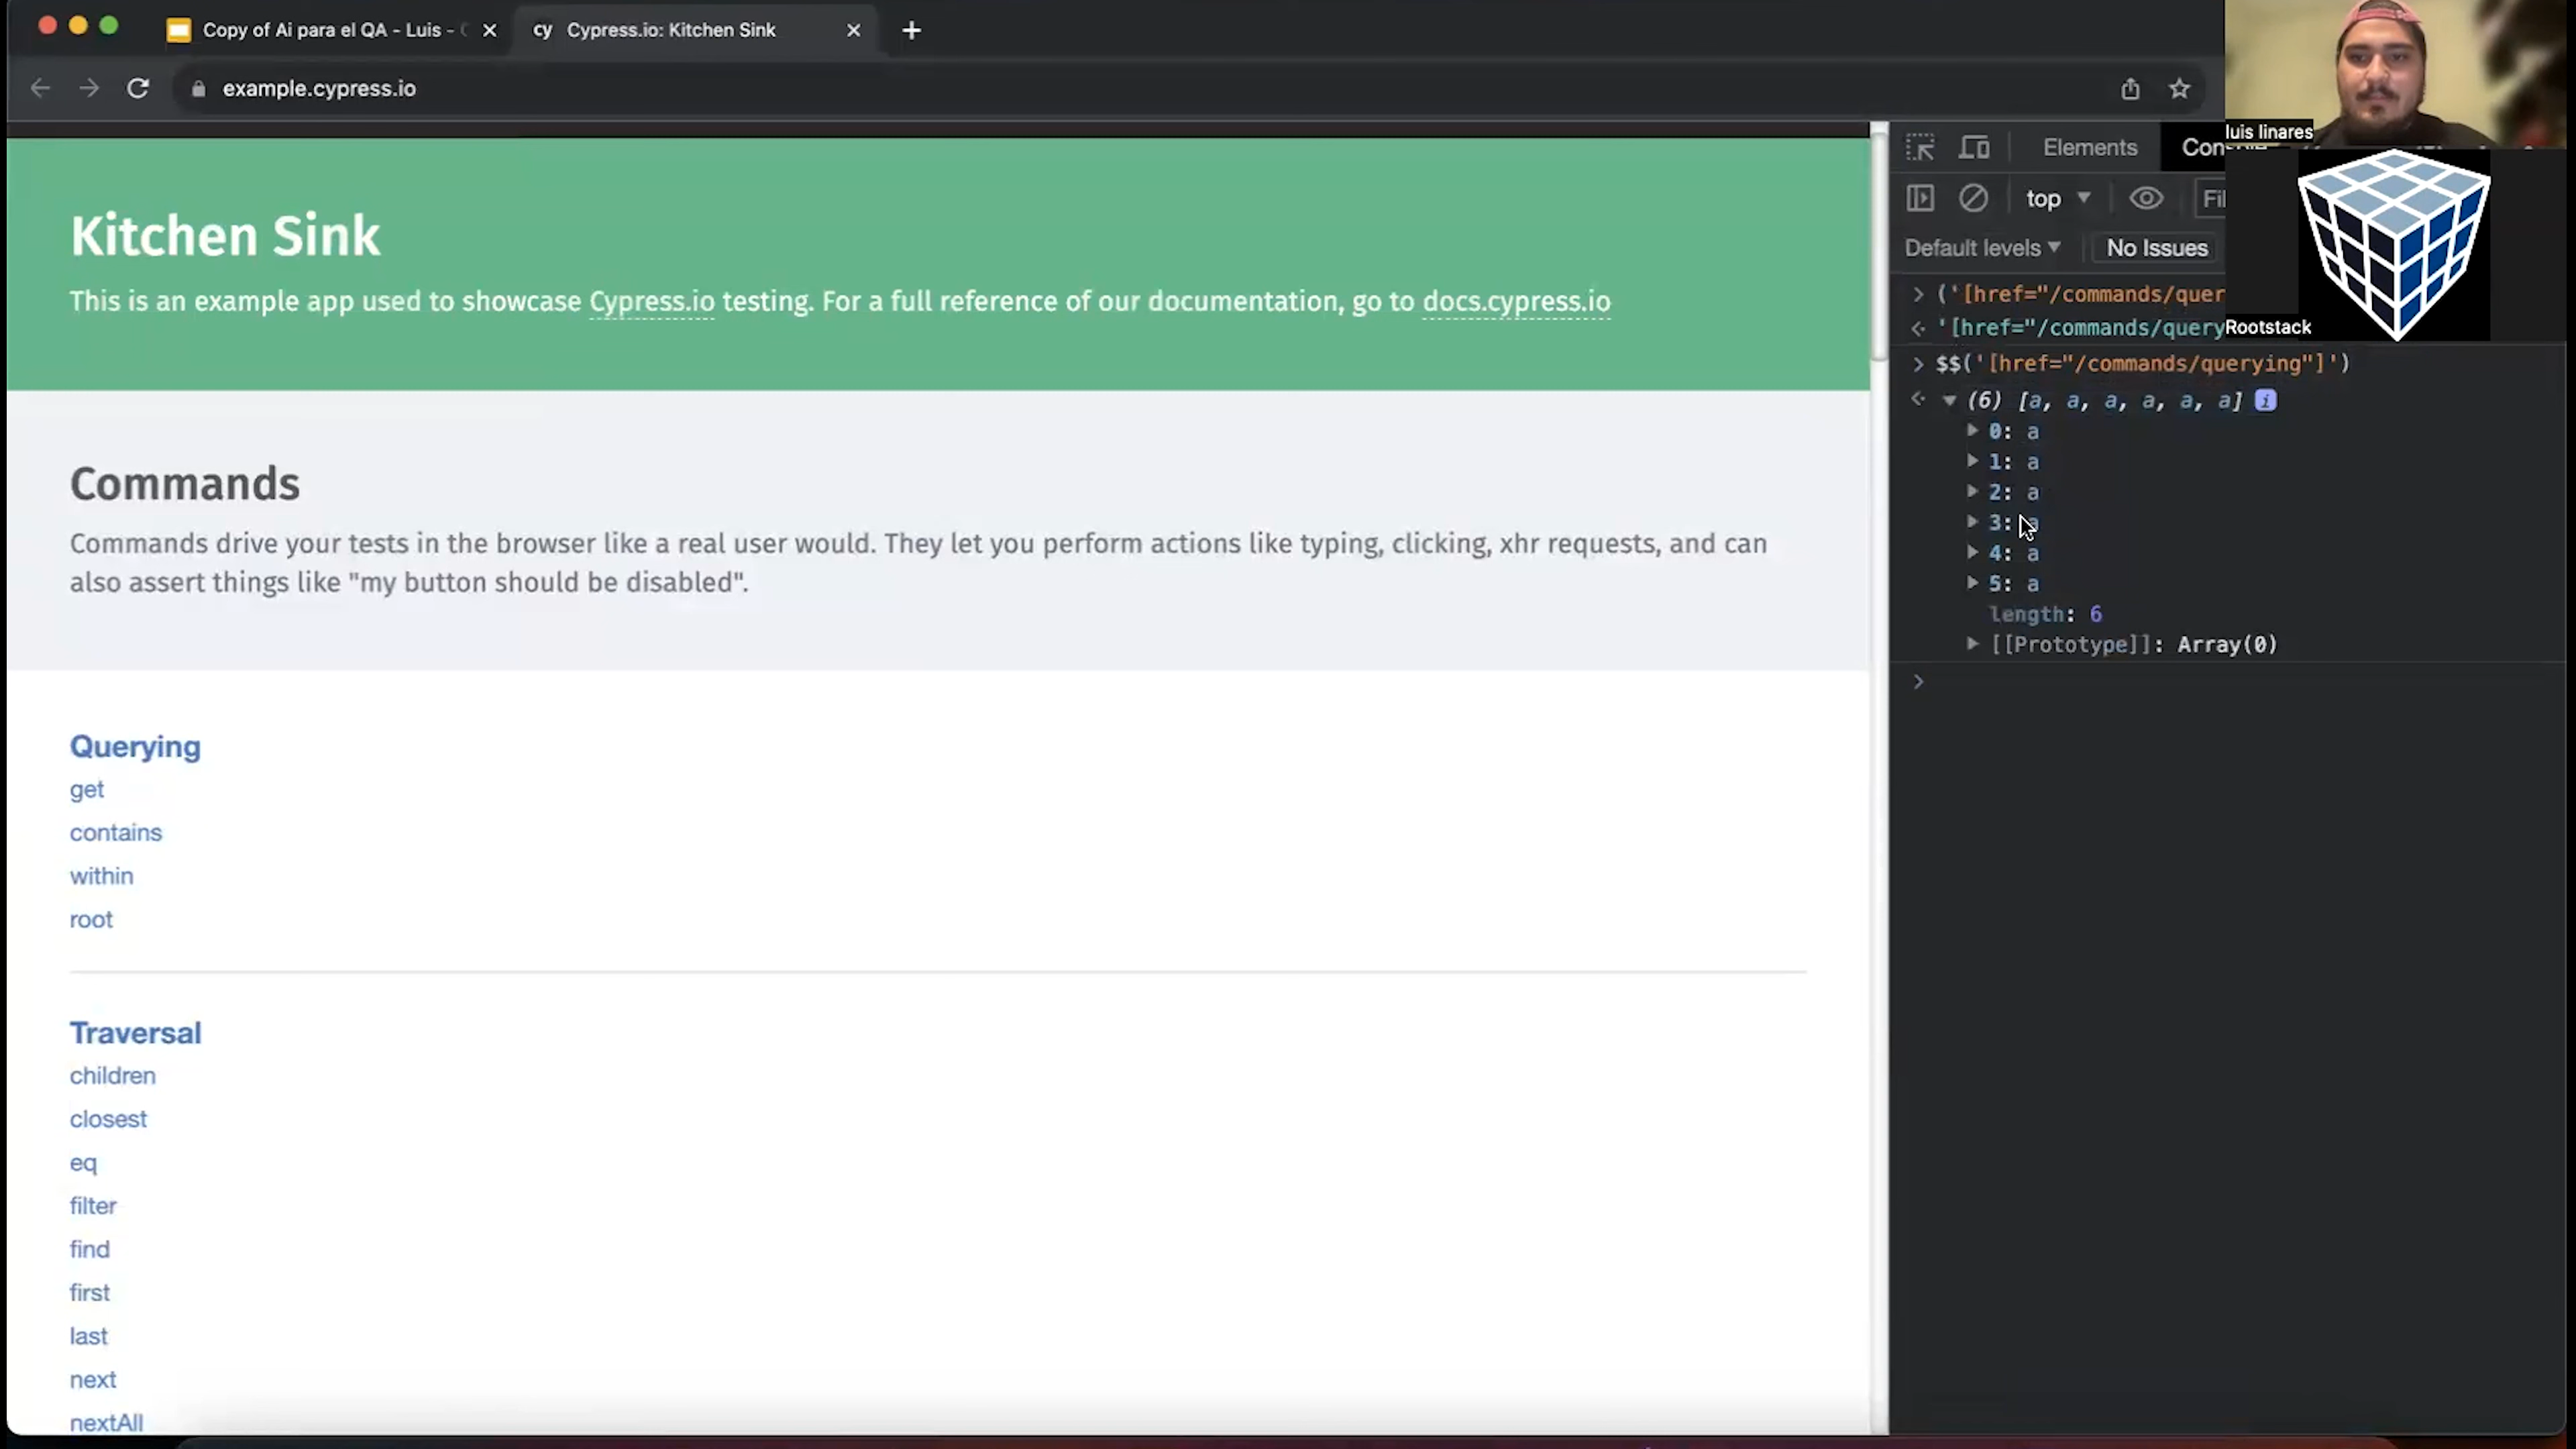 Copy of Ai para el QA - Luis -
cy Cypress.io: Kitchen Sink
example.cypress.io
luis linares
Rootstack
Kitchen Sink
This is an example app used to showcase Cypress.io testing. For a full reference of our documentation, go to docs.cypress.io
Commands
Commands drive your tests in the browser like a real user would. They let you perform actions like typing, clicking, xhr requests, and can
also assert things like "my button should be disabled".
Querying
get
contains
within
root
Traversal
children
closest
eq
filter
find
first
last
next
nextAll
Elements
top
Default levels
No Issues
> ('[href="/commands/quer
'[href="/commands/query
> $$('[href="/commands/querying"]')
(6) [a, a, a, a, a, a] i
0: a
1: a
2: a
3: a
4: a
5: a
length: 6
[[Prototype]]: Array(0)
>